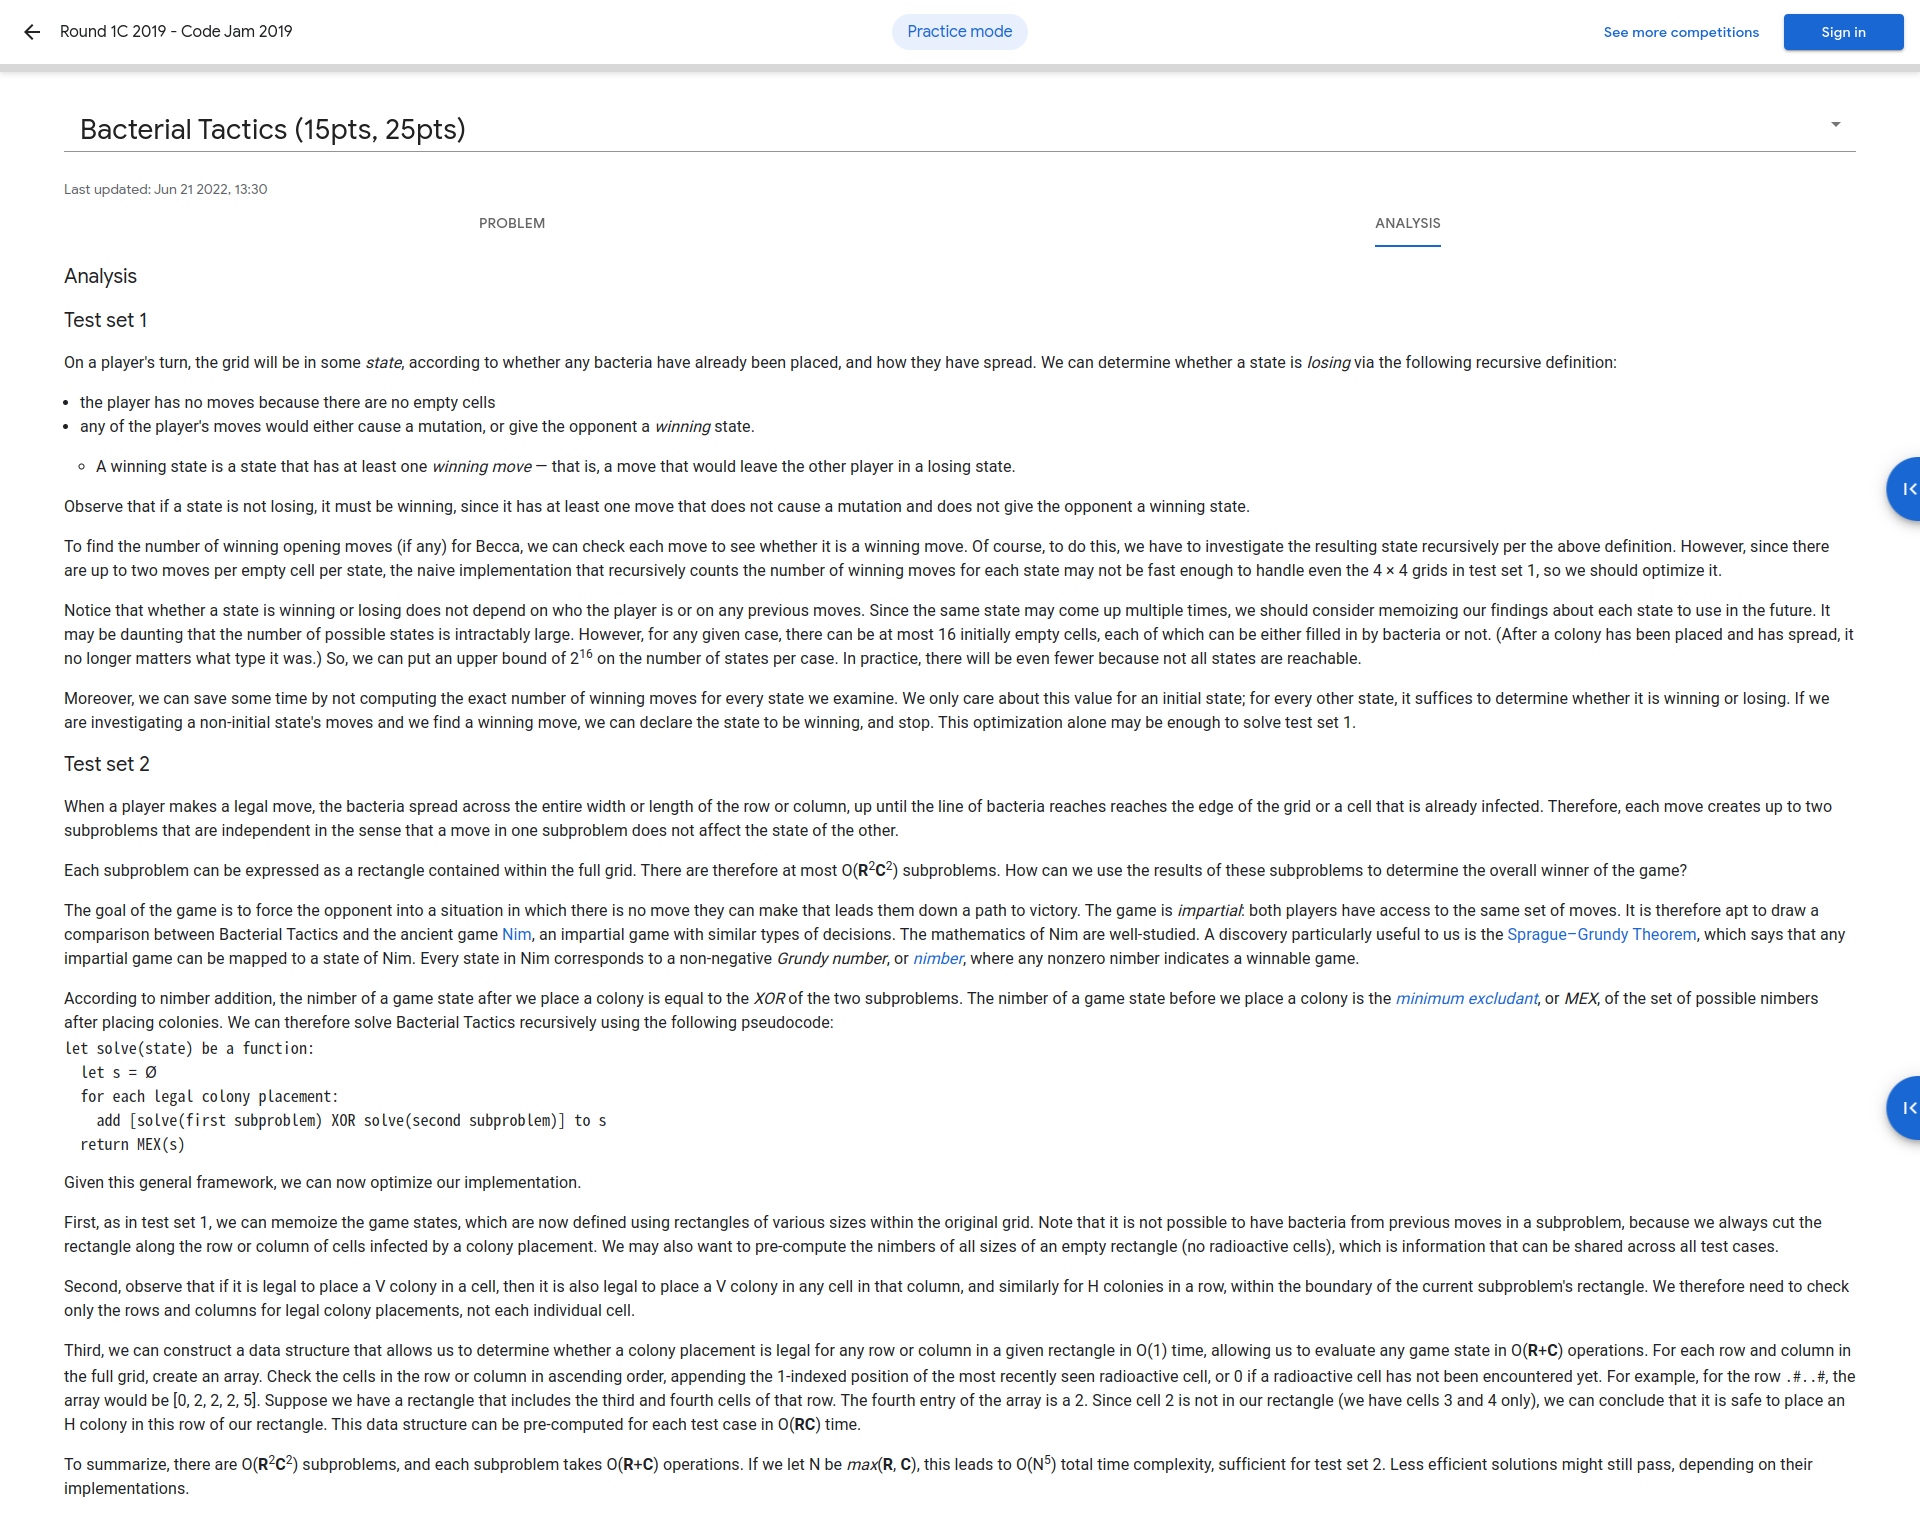 Round 1C 2019 - Code Jam 2019
Practice mode
See more competitions
Sign in
Bacterial Tactics (15pts, 25pts)
Last updated: Jun 21 2022, 13:30
PROBLEM
ANALYSIS
Analysis
Test set 1
On a player's turn, the grid will be in some state, according to whether any bacteria have already been placed, and how they have spread. We can determine whether a state is losing via the following recursive definition:
• the player has no moves because there are no empty cells
• any of the player's moves would either cause a mutation, or give the opponent a winning state.
◦ A winning state is a state that has at least one winning move — that is, a move that would leave the other player in a losing state.
Observe that if a state is not losing, it must be winning, since it has at least one move that does not cause a mutation and does not give the opponent a winning state.
To find the number of winning opening moves (if any) for Becca, we can check each move to see whether it is a winning move. Of course, to do this, we have to investigate the resulting state recursively per the above definition. However, since there
are up to two moves per empty cell per state, the naive implementation that recursively counts the number of winning moves for each state may not be fast enough to handle even the 4 × 4 grids in test set 1, so we should optimize it.
Notice that whether a state is winning or losing does not depend on who the player is or on any previous moves. Since the same state may come up multiple times, we should consider memoizing our findings about each state to use in the future. It
may be daunting that the number of possible states is intractably large. However, for any given case, there can be at most 16 initially empty cells, each of which can be either filled in by bacteria or not. (After a colony has been placed and has spread, it
no longer matters what type it was.) So, we can put an upper bound of 2^16 on the number of states per case. In practice, there will be even fewer because not all states are reachable.
Moreover, we can save some time by not computing the exact number of winning moves for every state we examine. We only care about this value for an initial state; for every other state, it suffices to determine whether it is winning or losing. If we
are investigating a non-initial state's moves and we find a winning move, we can declare the state to be winning, and stop. This optimization alone may be enough to solve test set 1.
Test set 2
When a player makes a legal move, the bacteria spread across the entire width or length of the row or column, up until the line of bacteria reaches reaches the edge of the grid or a cell that is already infected. Therefore, each move creates up to two
subproblems that are independent in the sense that a move in one subproblem does not affect the state of the other.
Each subproblem can be expressed as a rectangle contained within the full grid. There are therefore at most O(R^2C^2) subproblems. How can we use the results of these subproblems to determine the overall winner of the game?
The goal of the game is to force the opponent into a situation in which there is no move they can make that leads them down a path to victory. The game is impartial: both players have access to the same set of moves. It is therefore apt to draw a
comparison between Bacterial Tactics and the ancient game Nim, an impartial game with similar types of decisions. The mathematics of Nim are well-studied. A discovery particularly useful to us is the Sprague–Grundy Theorem, which says that any
impartial game can be mapped to a state of Nim. Every state in Nim corresponds to a non-negative Grundy number, or nimber, where any nonzero nimber indicates a winnable game.
According to nimber addition, the nimber of a game state after we place a colony is equal to the XOR of the two subproblems. The nimber of a game state before we place a colony is the minimum excludant, or MEX, of the set of possible nimbers
after placing colonies. We can therefore solve Bacterial Tactics recursively using the following pseudocode:
let solve(state) be a function:
let s = Ø
for each legal colony placement:
add [solve(first subproblem) XOR solve(second subproblem)] to s
return MEX(s)
Given this general framework, we can now optimize our implementation.
First, as in test set 1, we can memoize the game states, which are now defined using rectangles of various sizes within the original grid. Note that it is not possible to have bacteria from previous moves in a subproblem, because we always cut the
rectangle along the row or column of cells infected by a colony placement. We may also want to pre-compute the nimbers of all sizes of an empty rectangle (no radioactive cells), which is information that can be shared across all test cases.
Second, observe that if it is legal to place a V colony in a cell, then it is also legal to place a V colony in any cell in that column, and similarly for H colonies in a row, within the boundary of the current subproblem's rectangle. We therefore need to check
only the rows and columns for legal colony placements, not each individual cell.
Third, we can construct a data structure that allows us to determine whether a colony placement is legal for any row or column in a given rectangle in O(1) time, allowing us to evaluate any game state in O(R+C) operations. For each row and column in
the full grid, create an array. Check the cells in the row or column in ascending order, appending the 1-indexed position of the most recently seen radioactive cell, or 0 if a radioactive cell has not been encountered yet. For example, for the row .#..#, the
array would be [0, 2, 2, 2, 5]. Suppose we have a rectangle that includes the third and fourth cells of that row. The fourth entry of the array is a 2. Since cell 2 is not in our rectangle (we have cells 3 and 4 only), we can conclude that it is safe to place an
H colony in this row of our rectangle. This data structure can be pre-computed for each test case in O(RC) time.
To summarize, there are O(R^2C^2) subproblems, and each subproblem takes O(R+C) operations. If we let N be max(R, C), this leads to O(N^5) total time complexity, sufficient for test set 2. Less efficient solutions might still pass, depending on their
implementations.